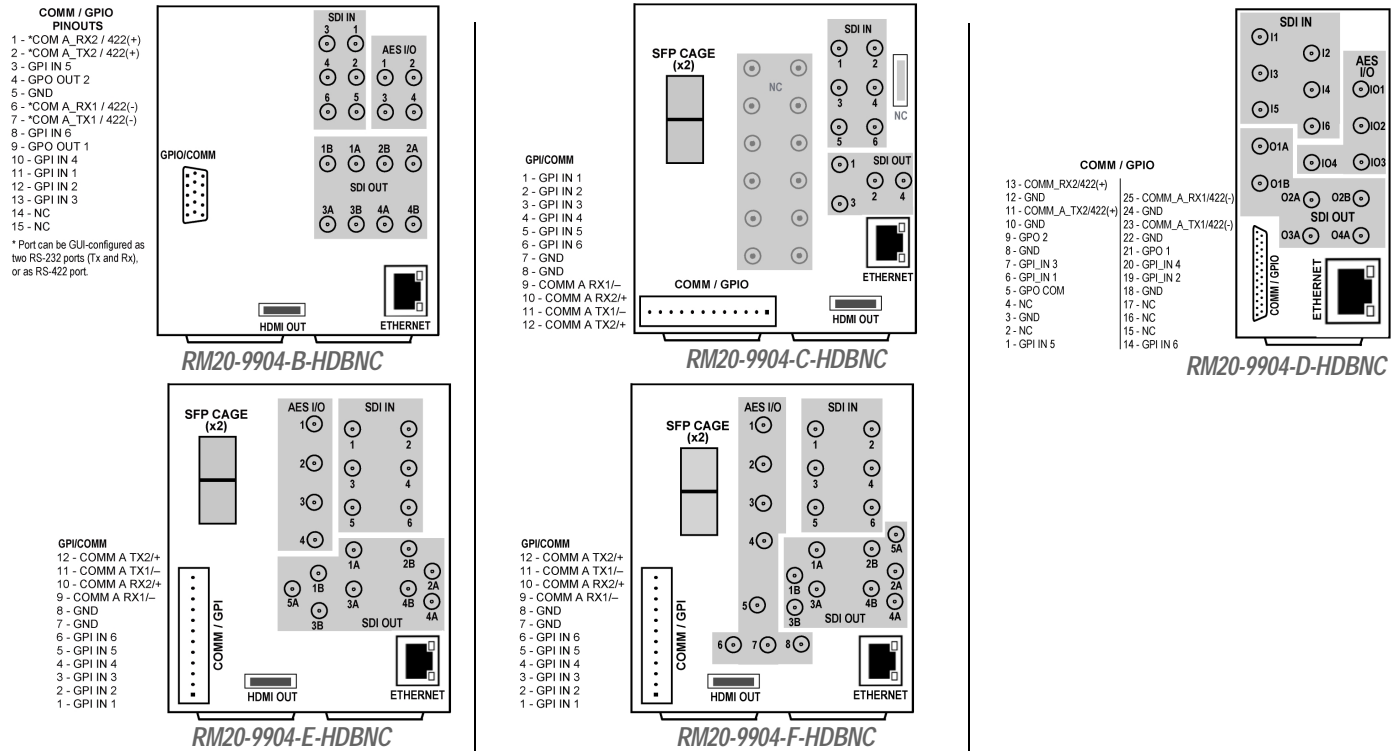 COMM / GPIO
PINOUTS
1 - *COM A_RX2 / 422(+)
2 - *COM A_TX2 / 422(+)
3 - GPI IN 5
4 - GPO OUT 2
5 - GND
6 - *COM A_RX1 / 422(-)
7 - *COM A_TX1 / 422(-)
8 - GPI IN 6
9 - GPO OUT 1
10 - GPI IN 4
11 - GPI IN 1
12 - GPI IN 2
13 - GPI IN 3
14 - NC
15 - NC
* Port can be GUI-configured as
two RS-232 ports (Tx and Rx),
or as RS-422 port.
GPIO/COMM
SDI IN
3 1
4 2
6 5
AES I/O
1 2
3 4
1B 1A 2B 2A
SDI OUT
3A 3B 4A 4B
HDMI OUT
ETHERNET
RM20-9904-B-HDBNC
SFP CAGE
(x2)
NC
SDI IN
1 2
3 4
5 6
NC
SDI OUT
1
2 4
3
ETHERNET
GPI/COMM
1 - GPI IN 1
2 - GPI IN 2
3 - GPI IN 3
4 - GPI IN 4
5 - GPI IN 5
6 - GPI IN 6
7 - GND
8 - GND
9 - COMM A RX1/–
10 - COMM A RX2/+
11 - COMM A TX1/–
12 - COMM A TX2/+
COMM / GPIO
HDMI OUT
RM20-9904-C-HDBNC
COMM / GPIO
13 - COMM_RX2/422(+)
12 - GND
11 - COMM_A_TX2/422(+)
10 - GND
9 - GPO 2
8 - GND
7 - GPI_IN 3
6 - GPI_IN 1
5 - GPO COM
4 - NC
3 - GND
2 - NC
1 - GPI IN 5
25 - COMM_A_RX1/422(-)
24 - GND
23 - COMM_A_TX1/422(-)
22 - GND
21 - GPO 1
20 - GPI_IN 4
19 - GPI_IN 2
18 - GND
17 - NC
16 - NC
15 - NC
14 - GPI IN 6
SDI IN
I1
I2
I3
I4
I5
I6
AES
I/O
IO1
IO2
IO4 IO3
O1A
O1B
O2A O2B
SDI OUT
O3A O4A
COMM / GPIO
ETHERNET
RM20-9904-D-HDBNC
SFP CAGE
(x2)
AES I/O
1
2
3
4
SDI IN
1 2
3 4
5 6
1A 2B
1B 2A
5A 3A 4B
3B 4A
SDI OUT
GPI/COMM
12 - COMM A TX2/+
11 - COMM A TX1/–
10 - COMM A RX2/+
9 - COMM A RX1/–
8 - GND
7 - GND
6 - GPI IN 6
5 - GPI IN 5
4 - GPI IN 4
3 - GPI IN 3
2 - GPI IN 2
1 - GPI IN 1
COMM / GPI
HDMI OUT
ETHERNET
RM20-9904-E-HDBNC
SFP CAGE
(x2)
AES I/O
1
2
3
4
5
6 7 8
SDI IN
1 2
3 4
5 6
5A
1A 2B
1B 2A
3A 4B
3B 4A
SDI OUT
GPI/COMM
12 - COMM A TX2/+
11 - COMM A TX1/–
10 - COMM A RX2/+
9 - COMM A RX1/–
8 - GND
7 - GND
6 - GPI IN 6
5 - GPI IN 5
4 - GPI IN 4
3 - GPI IN 3
2 - GPI IN 2
1 - GPI IN 1
COMM / GPI
HDMI OUT
ETHERNET
RM20-9904-F-HDBNC